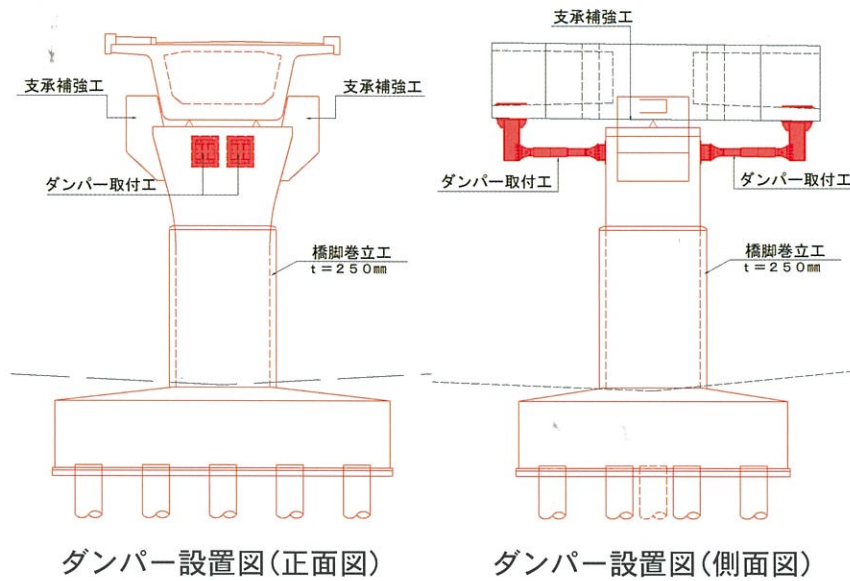 支承補強工
支承補強工
ダンパー取付工
橋脚巻立工
t=250㎜
ダンパー設置図(正面図)
支承補強工
ダンパー取付工
ダンパー取付工
橋脚巻立工
t=250㎜
ダンパー設置図(側面図)